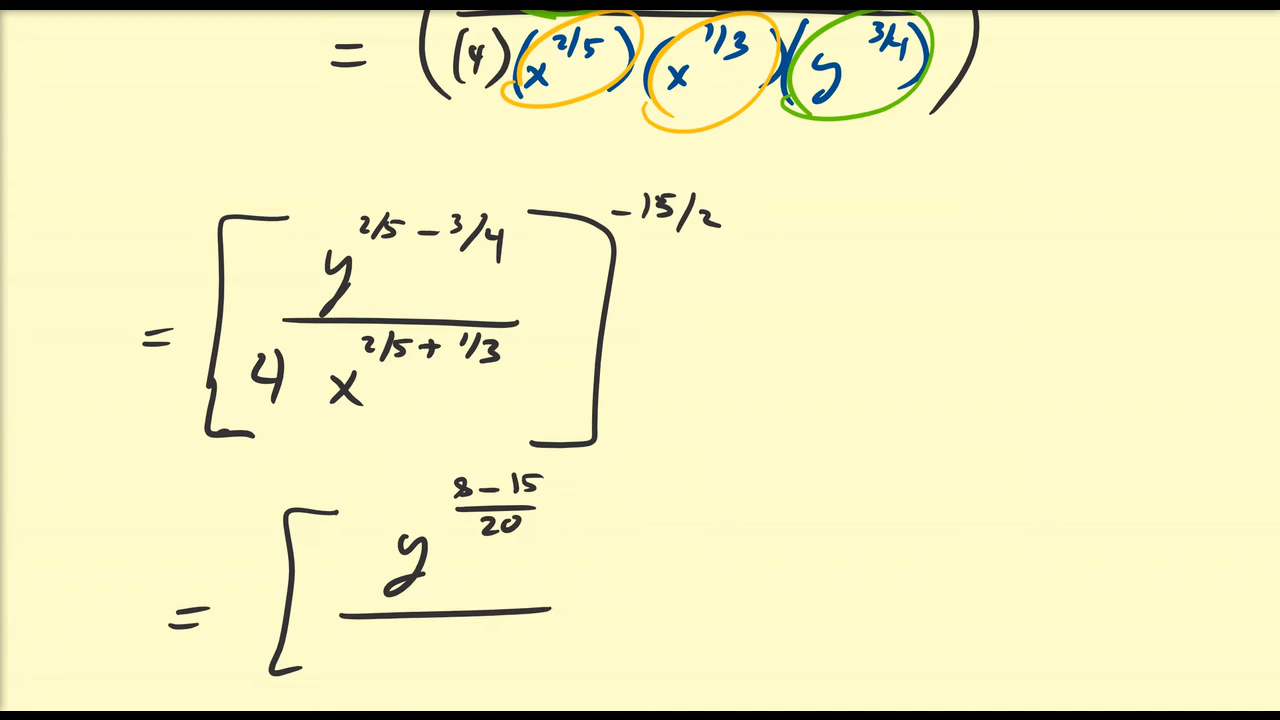 = ( (4) (x^{2/5}) (x^{1/3}) (y^{3/4}) )
= [ y^{2/5 - 3/4} / 4 x^{2/5 + 1/3} ]^{-15/2}
= [ y^{(8 - 15)/20}